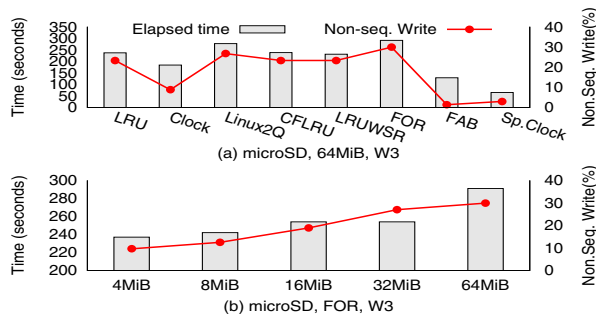 Elapsed time Non-seq. Write
Time (seconds)
350
300
250
200
150
100
50
0
40
30
20
10
0
Non.Seq. Write(%)
LRU Clock Linux2Q CFLRU LRUWSR FOR FAB Sp.Clock
(a) microSD, 64MiB, W3
Time (seconds)
300
280
260
240
220
200
40
30
20
10
0
Non.Seq. Write(%)
4MiB 8MiB 16MiB 32MiB 64MiB
(b) microSD, FOR, W3